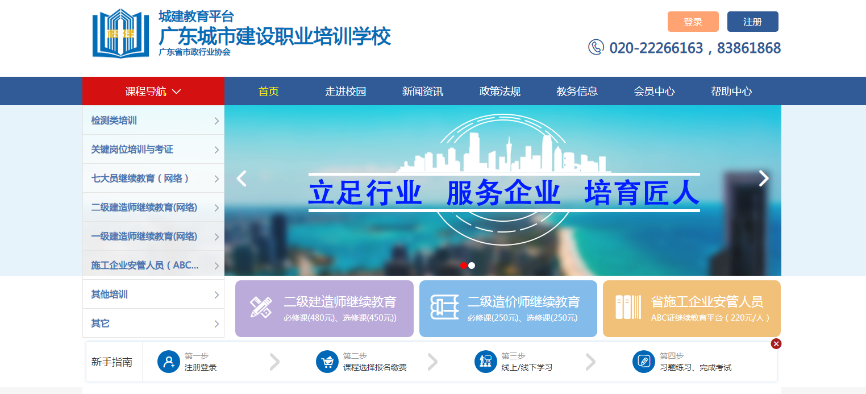 城建教育平台
广东城市建设职业培训学校
广东省市政行业协会
登录
注册
020-22266163，83861868
课程导航
首页
走进校园
新闻资讯
政策法规
教务信息
会员中心
帮助中心
检测类培训
关键岗位培训与考证
七大员继续教育（网络）
二级建造师继续教育(网络)
一级建造师继续教育(网络)
施工企业安管人员（ABC...
其他培训
其它
立足行业 服务企业 培育匠人
二级建造师继续教育
必修课(480元)、选修课(450元))
二级造价师继续教育
必修课(250元)、选修课(250元)
省施工企业安管人员
ABC证继续教育平台（220元/人）
新手指南
第一步
注册登录
第二步
课程选择报名缴费
第三步
线上/线下学习
第四步
习题练习、完成考试